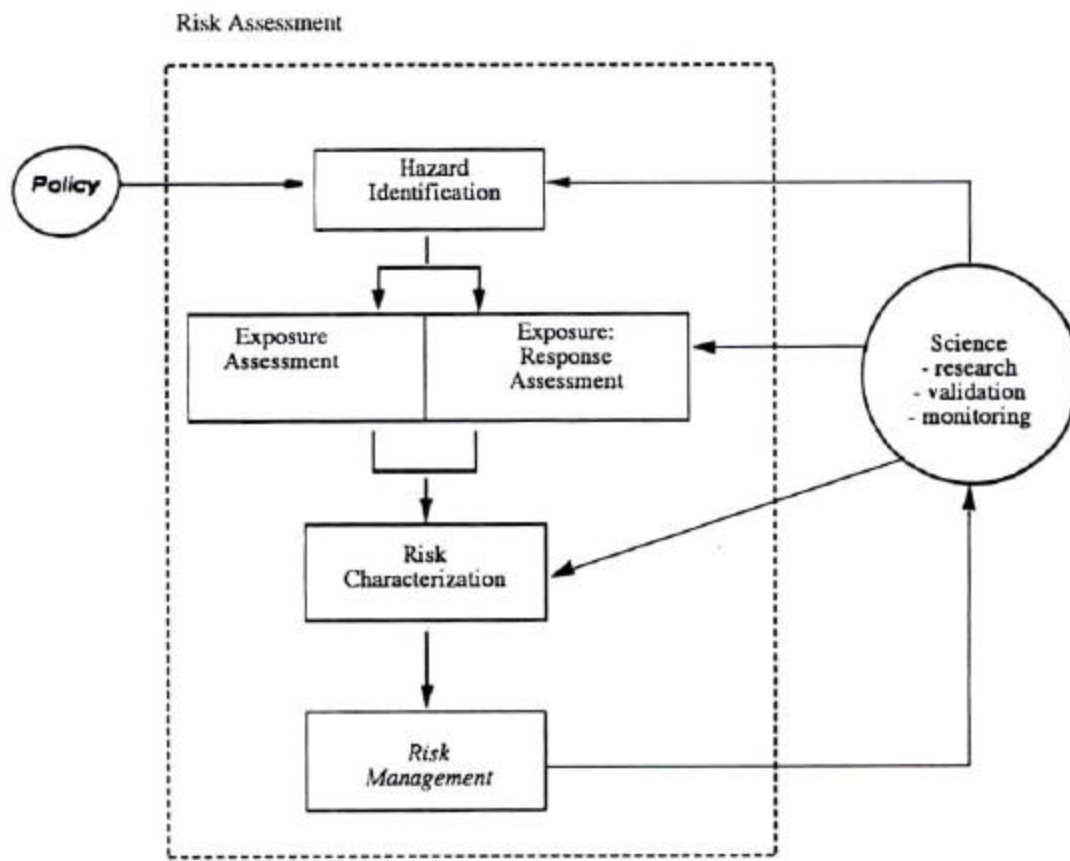 Risk Assessment
Policy
Hazard
Identification
Exposure
Assessment
Exposure:
Response
Assessment
Science
- research
- validation
- monitoring
Risk
Characterization
Risk
Management